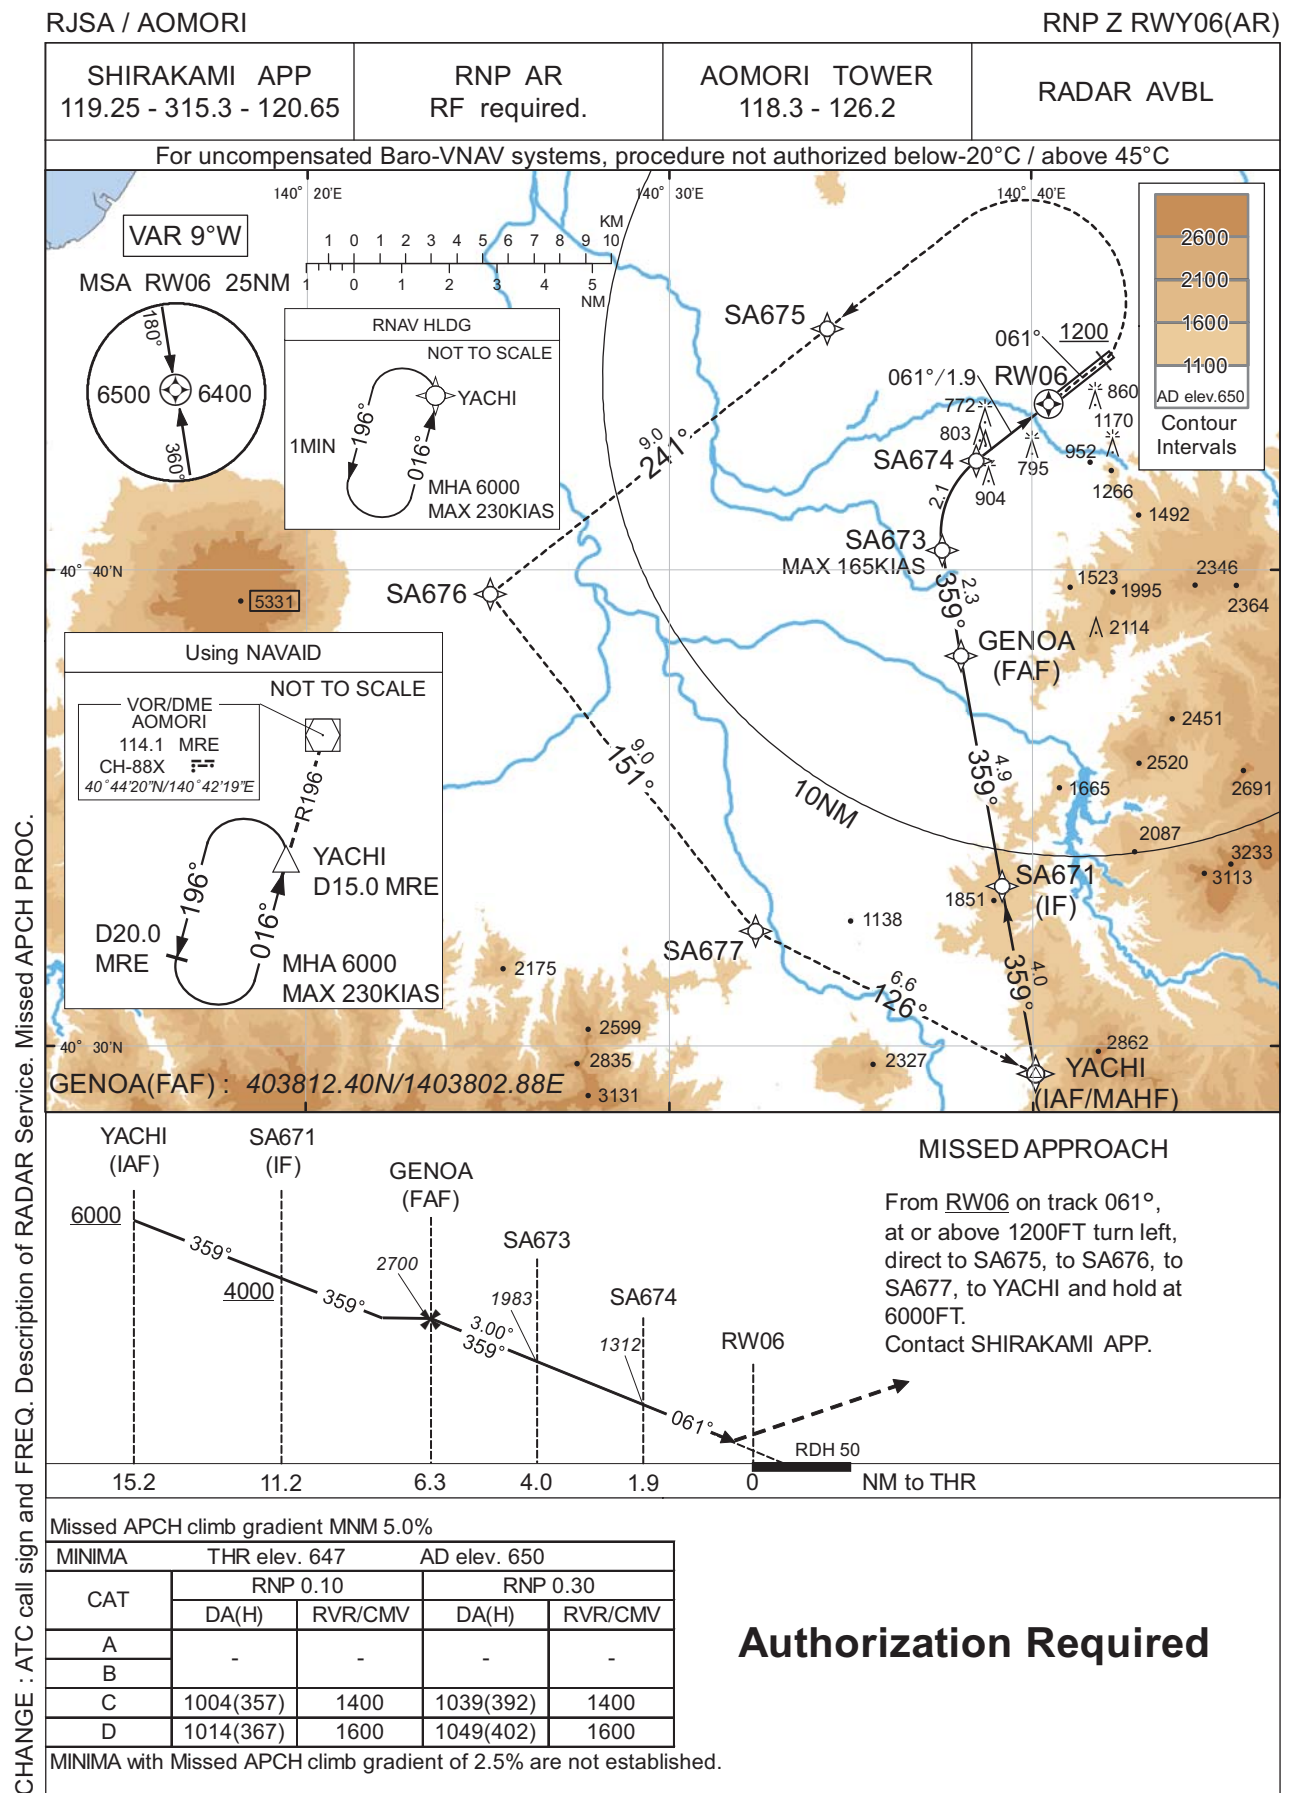 RJSA / AOMORI
RNP Z RWY06(AR)
SHIRAKAMI APP
119.25 - 315.3 - 120.65
RNP AR
RF required.
AOMORI TOWER
118.3 - 126.2
RADAR AVBL
For uncompensated Baro-VNAV systems, procedure not authorized below-20°C / above 45°C
140° 20'E
140° 30'E
140° 40'E
VAR 9°W
KM
1 0 1 2 3 4 5 6 7 8 9 10
1 0 1 2 3 4 5
NM
MSA RW06 25NM
180°
6500
6400
360°
RNAV HLDG
NOT TO SCALE
YACHI
1MIN
196°
016°
MHA 6000
MAX 230KIAS
2600
2100
1600
1100
AD elev.650
Contour
Intervals
SA675
061°
1200
061°/1.9
RW06
772
803
SA674
904
795
860
1170
952
1266
1492
9.0
241°
2.1
SA673
MAX 165KIAS
40° 40'N
5331
SA676
2.3
359°
1523
1995
2346
2364
2114
GENOA
(FAF)
Using NAVAID
NOT TO SCALE
VOR/DME
AOMORI
114.1 MRE
CH-88X
40°44'20"N/140°42'19"E
R196
YACHI
D15.0 MRE
196°
016°
D20.0
MRE
MHA 6000
MAX 230KIAS
9.0
151°
10NM
4.9
359°
2451
2520
2691
1665
2087
3233
3113
SA671
(IF)
1851
1138
SA677
2175
6.6
126°
4.0
359°
2599
2835
3131
2327
2862
YACHI
(IAF/MAHF)
40° 30'N
GENOA(FAF) : 403812.40N/1403802.88E
YACHI
(IAF)
SA671
(IF)
GENOA
(FAF)
SA673
SA674
RW06
6000
359°
4000
359°
2700
3.00°
359°
1983
1312
061°
RDH 50
15.2
11.2
6.3
4.0
1.9
0
NM to THR
MISSED APPROACH
From RW06 on track 061°,
at or above 1200FT turn left,
direct to SA675, to SA676, to
SA677, to YACHI and hold at
6000FT.
Contact SHIRAKAMI APP.
Missed APCH climb gradient MNM 5.0%
MINIMA THR elev. 647 AD elev. 650
CAT RNP 0.10 RNP 0.30
DA(H) RVR/CMV DA(H) RVR/CMV
A - - - -
B
C 1004(357) 1400 1039(392) 1400
D 1014(367) 1600 1049(402) 1600
MINIMA with Missed APCH climb gradient of 2.5% are not established.
Authorization Required
CHANGE : ATC call sign and FREQ. Description of RADAR Service. Missed APCH PROC.